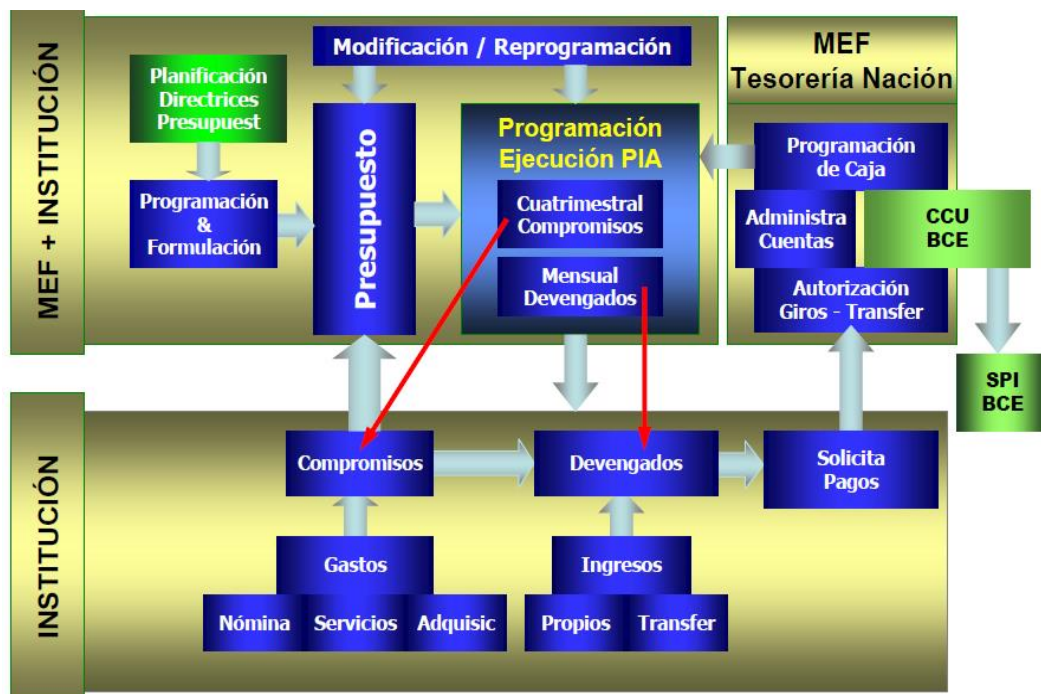 MEF + INSTITUCIÓN
Modificación / Reprogramación
Planificación
Directrices
Presupuest
Programación
&
Formulación
Presupuesto
Programación
Ejecución PIA
Cuatrimestral
Compromisos
Mensual
Devengados
MEF
Tesorería Nación
Programación
de Caja
Administra
Cuentas
CCU
BCE
Autorización
Giros - Transfer
SPI
BCE
INSTITUCIÓN
Compromisos
Devengados
Solicita
Pagos
Gastos
Nómina
Servicios
Adquisic
Ingresos
Propios
Transfer